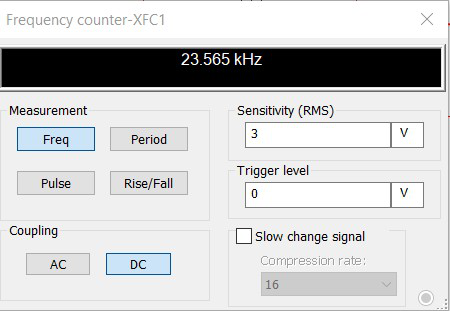 Frequency counter-XFC1
23.565 kHz
Measurement
Freq
Period
Pulse
Rise/Fall
Coupling
AC
DC
Sensitivity (RMS)
3
V
Trigger level
0
V
Slow change signal
Compression rate:
16